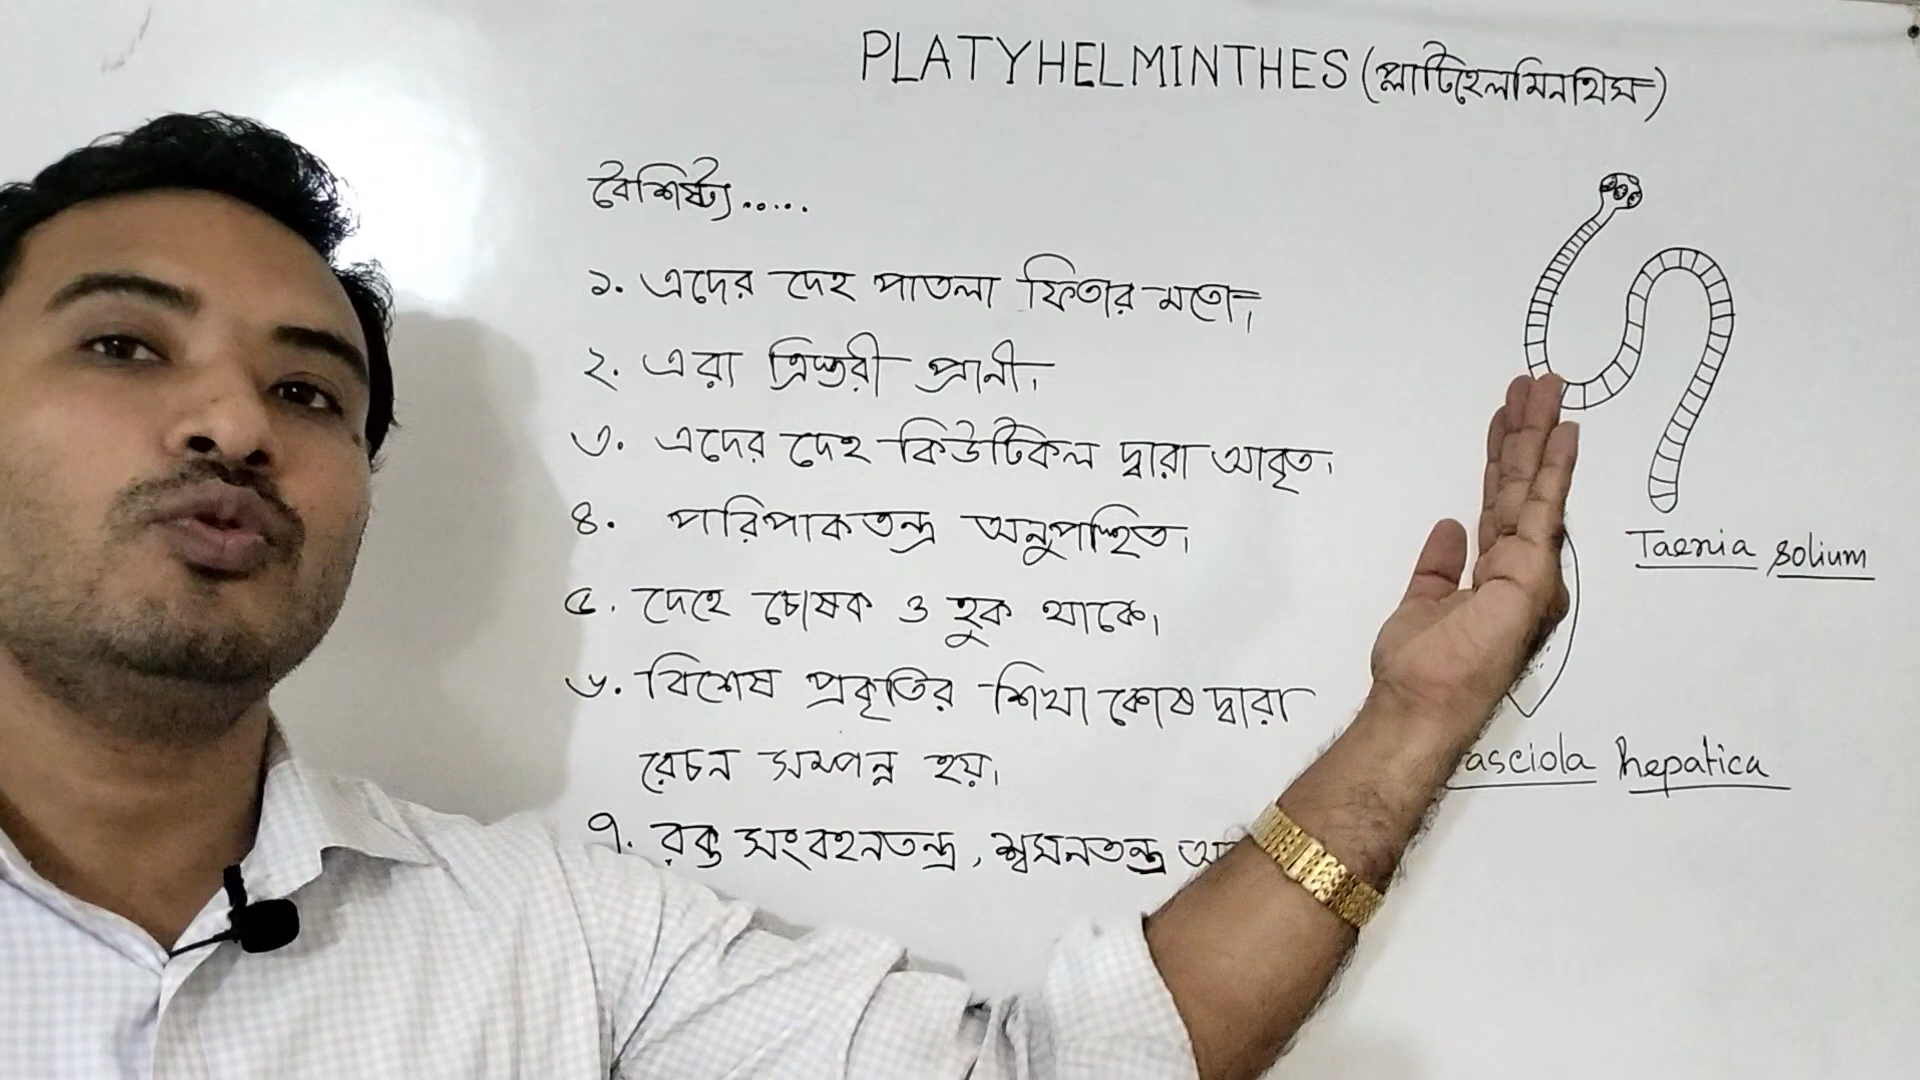 PLATYHELMINTHES (প্লাটিহেলমিনথিস)
বৈশিষ্ট্য.....
১. এদের দেহ পাতলা ফিতার মতো।
২. এরা ত্রিস্তরী প্রানী।
৩. এদের দেহ কিউটিকল দ্বারা আবৃত।
৪. পরিপাকতন্ত্র অনুপস্থিত।
৫. দেহে চোষক ও হুক থাকে।
৬. বিশেষ প্রকৃতির শিখা কোষ দ্বারা
রেচন সম্পন্ন হয়।
৭. রক্ত সংবহনতন্ত্র, শ্বসনতন্ত্র
Taenia solium
asciola hepatica